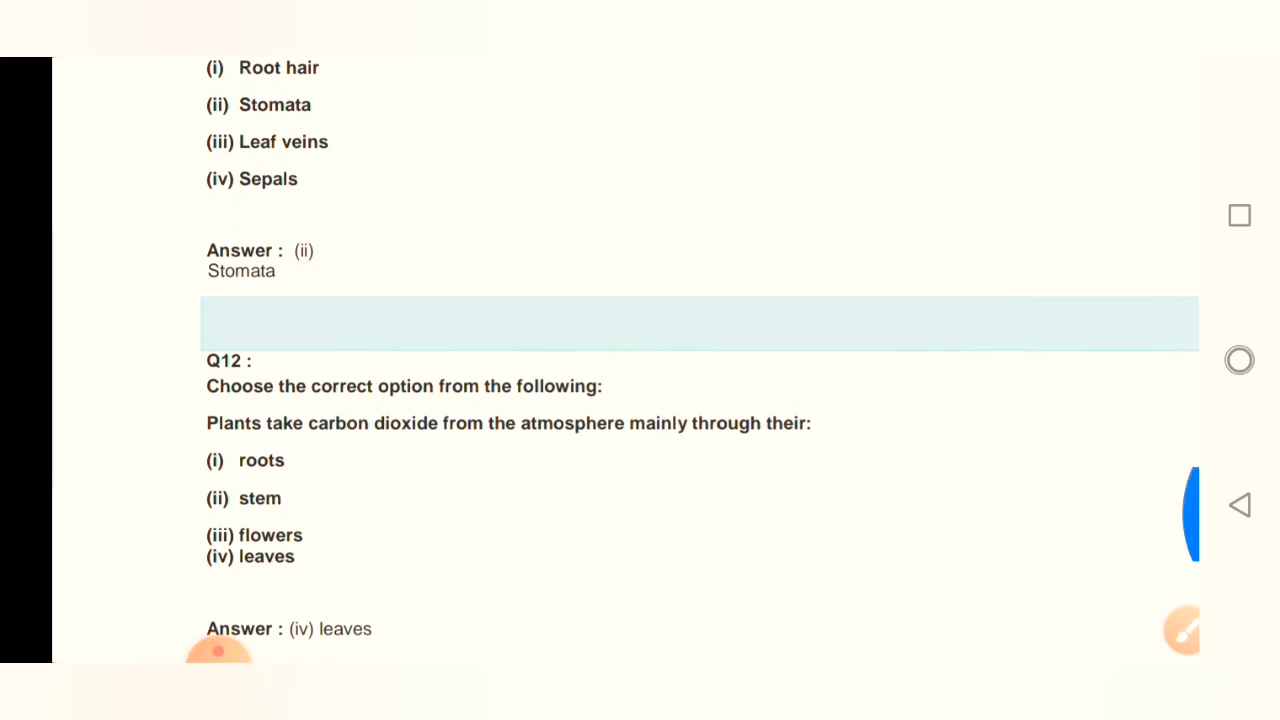 (i) Root hair
(ii) Stomata
(iii) Leaf veins
(iv) Sepals
Answer : (ii)
Stomata
Q12 :
Choose the correct option from the following:
Plants take carbon dioxide from the atmosphere mainly through their:
(i) roots
(ii) stem
(iii) flowers
(iv) leaves
Answer : (iv) leaves